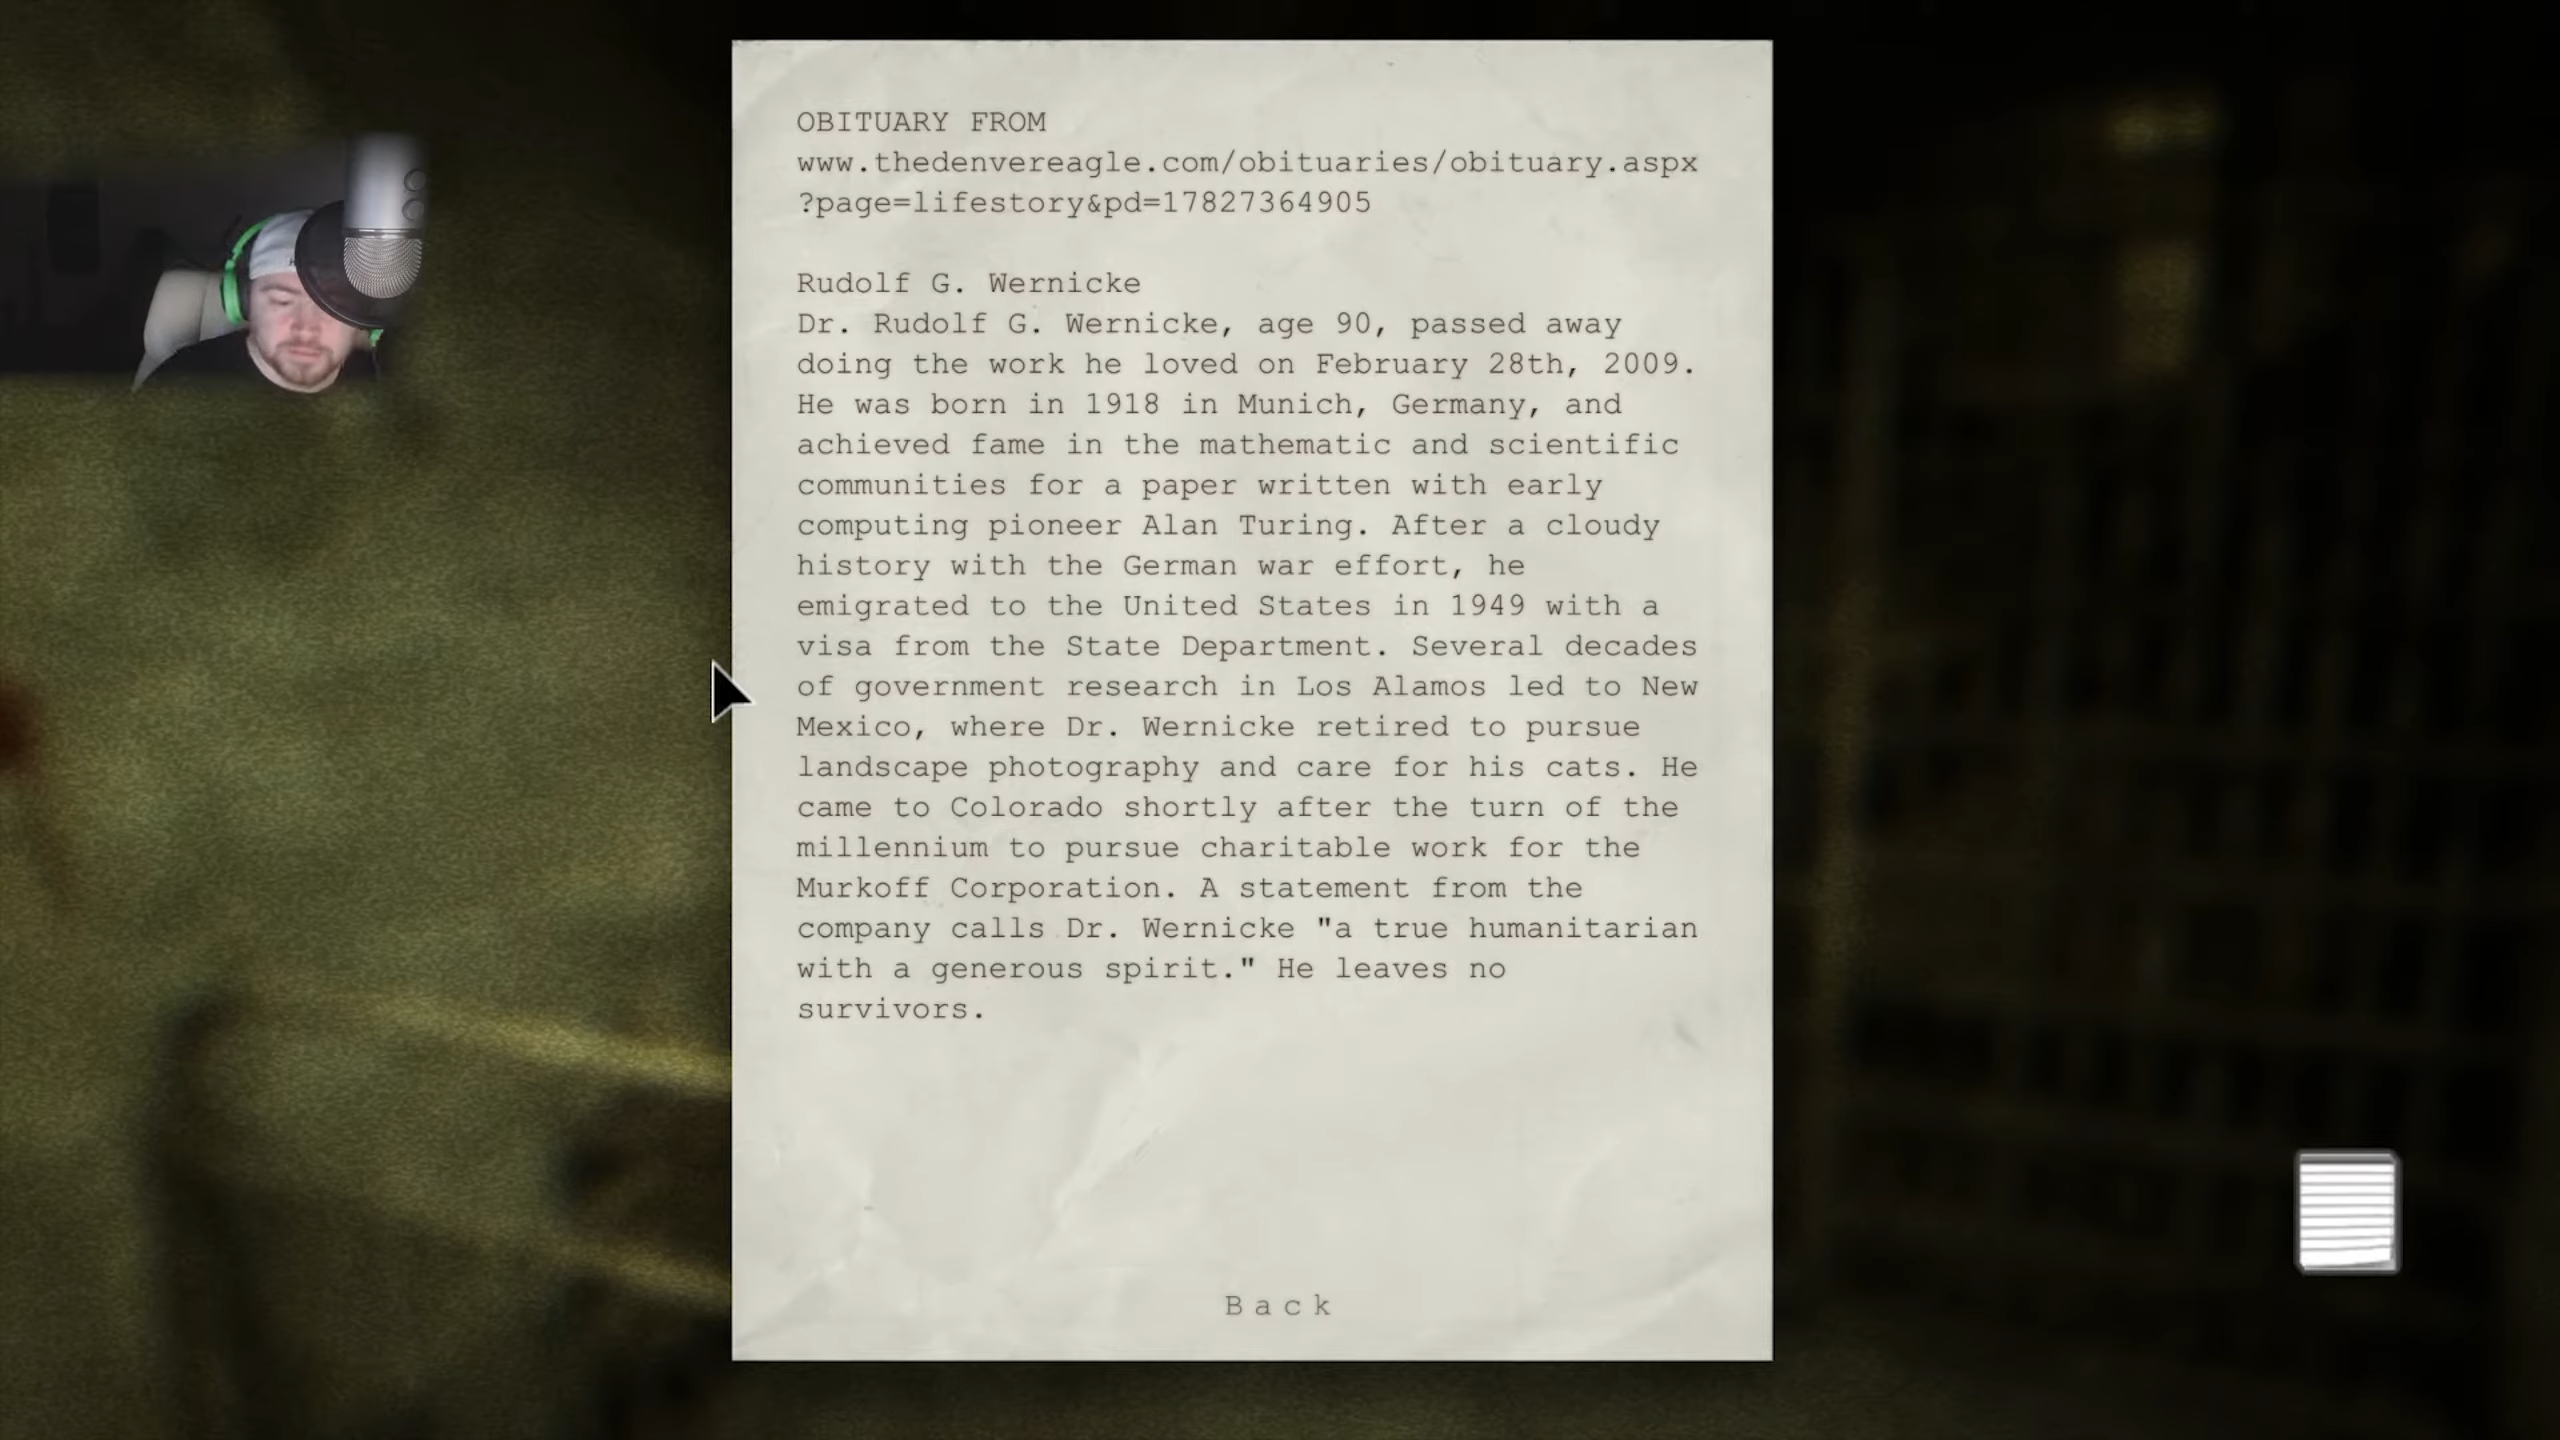 OBITUARY FROM
www.thedenvereagle.com/obituaries/obituary.aspx
?page=lifestory&pd=17827364905
Rudolf G. Wernicke
Dr. Rudolf G. Wernicke, age 90, passed away
doing the work he loved on February 28th, 2009.
He was born in 1918 in Munich, Germany, and
achieved fame in the mathematic and scientific
communities for a paper written with early
computing pioneer Alan Turing. After a cloudy
history with the German war effort, he
emigrated to the United States in 1949 with a
visa from the State Department. Several decades
of government research in Los Alamos led to New
Mexico, where Dr. Wernicke retired to pursue
landscape photography and care for his cats. He
came to Colorado shortly after the turn of the
millennium to pursue charitable work for the
Murkoff Corporation. A statement from the
company calls Dr. Wernicke "a true humanitarian
with a generous spirit." He leaves no
survivors.
Back